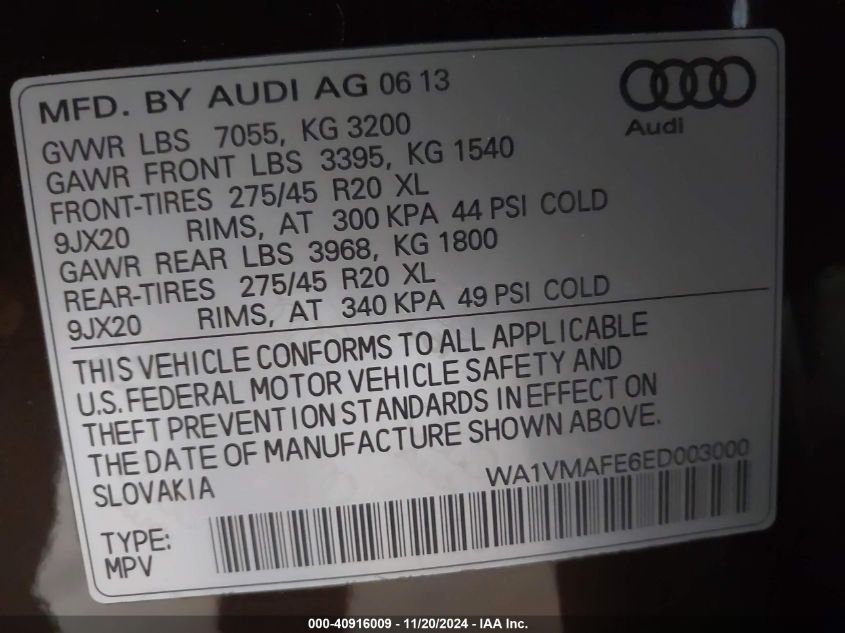 MFD. BY AUDI AG 06 13
Audi
GVWR LBS 7055, KG 3200
GAWR FRONT LBS 3395, KG 1540
FRONT-TIRES 275/45 R20 XL
9JX20 RIMS, AT 300 KPA 44 PSI COLD
GAWR REAR LBS 3968, KG 1800
REAR-TIRES 275/45 R20 XL
9JX20 RIMS, AT 340 KPA 49 PSI COLD
THIS VEHICLE CONFORMS TO ALL APPLICABLE
U.S. FEDERAL MOTOR VEHICLE SAFETY AND
THEFT PREVENTION STANDARDS IN EFFECT ON
THE DATE OF MANUFACTURE SHOWN ABOVE.
SLOVAKIA WA1VMAFE6ED003000
TYPE:
MPV
000-40916009 - 11/20/2024 - IAA Inc.